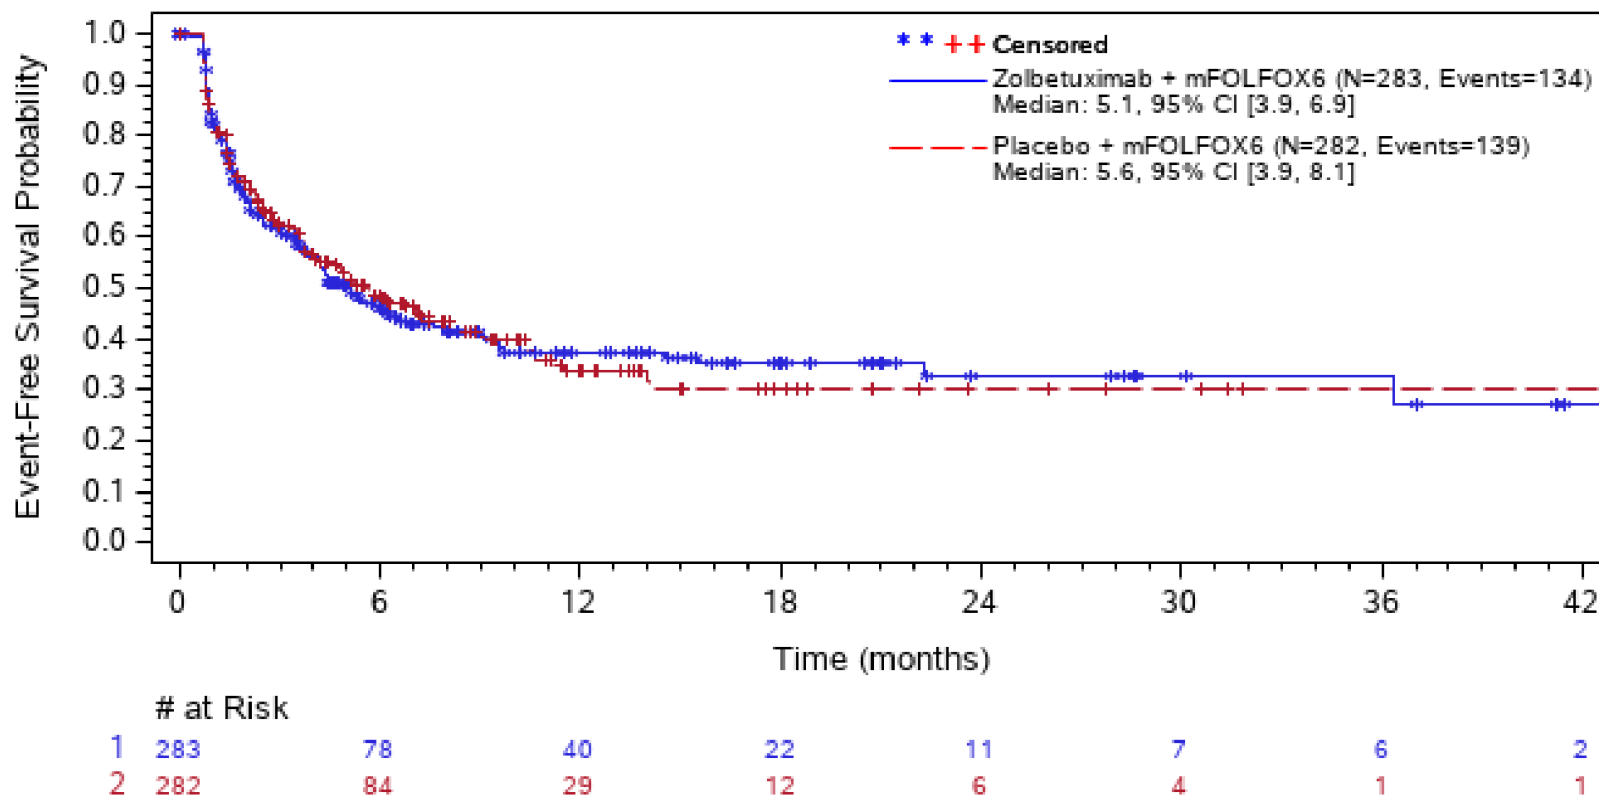 Event-Free Survival Probability
1.0
0.9
0.8
0.7
0.6
0.5
0.4
0.3
0.2
0.1
0.0
Censored
Zolbetuximab + mFOLFOX6 (N=283, Events=134)
Median: 5.1, 95% CI [3.9, 6.9]
Placebo + mFOLFOX6 (N=282, Events=139)
Median: 5.6, 95% CI [3.9, 8.1]
0 6 12 18 24 30 36 42
Time (months)
# at Risk
1 283 78 40 22 11 7 6 2
2 282 84 29 12 6 4 1 1